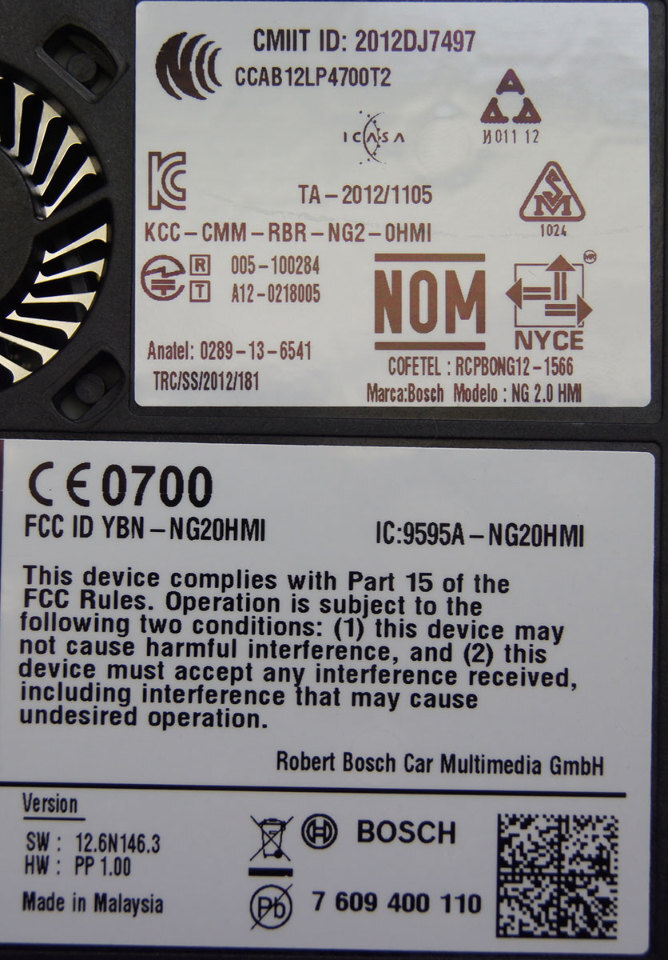 CMIIT ID: 2012DJ7497
CCAB12LP4700T2
ICASA
И011 12
TA-2012/1105
SM
1024
KC
KCC-CMM-RBR-NG2-OHMI
R 005-100284
T A12-0218005
NOM
MR
NYCE
Anatel: 0289-13-6541
COFETEL : RCPBONG12-1566
TRC/SS/2012/181
Marca:Bosch Modelo : NG 2.0 HMI
CE0700
FCC ID YBN-NG20HMI
IC:9595A-NG20HMI
This device complies with Part 15 of the
FCC Rules. Operation is subject to the
following two conditions: (1) this device may
not cause harmful interference, and (2) this
device must accept any interference received,
including interference that may cause
undesired operation.
Robert Bosch Car Multimedia GmbH
Version
SW : 12.6N146.3
HW : PP 1.00
BOSCH
Made in Malaysia
Pb
7 609 400 110